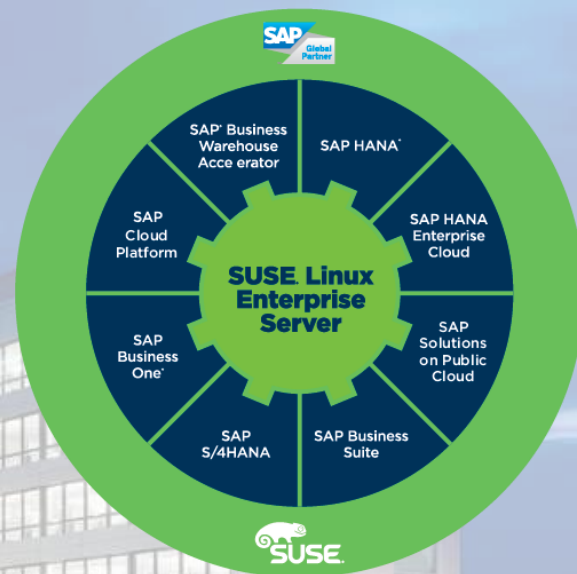 SAP
Global
Partner
SAP* Business
Warehouse
Acce erator
SAP HANA*
SAP HANA
Enterprise
Cloud
SAP
Solutions
on Public
Cloud
SAP Business
Suite
SAP
S/4HANA
SAP
Business
One*
SAP
Cloud
Platform
SUSE. Linux
Enterprise
Server
SUSE.